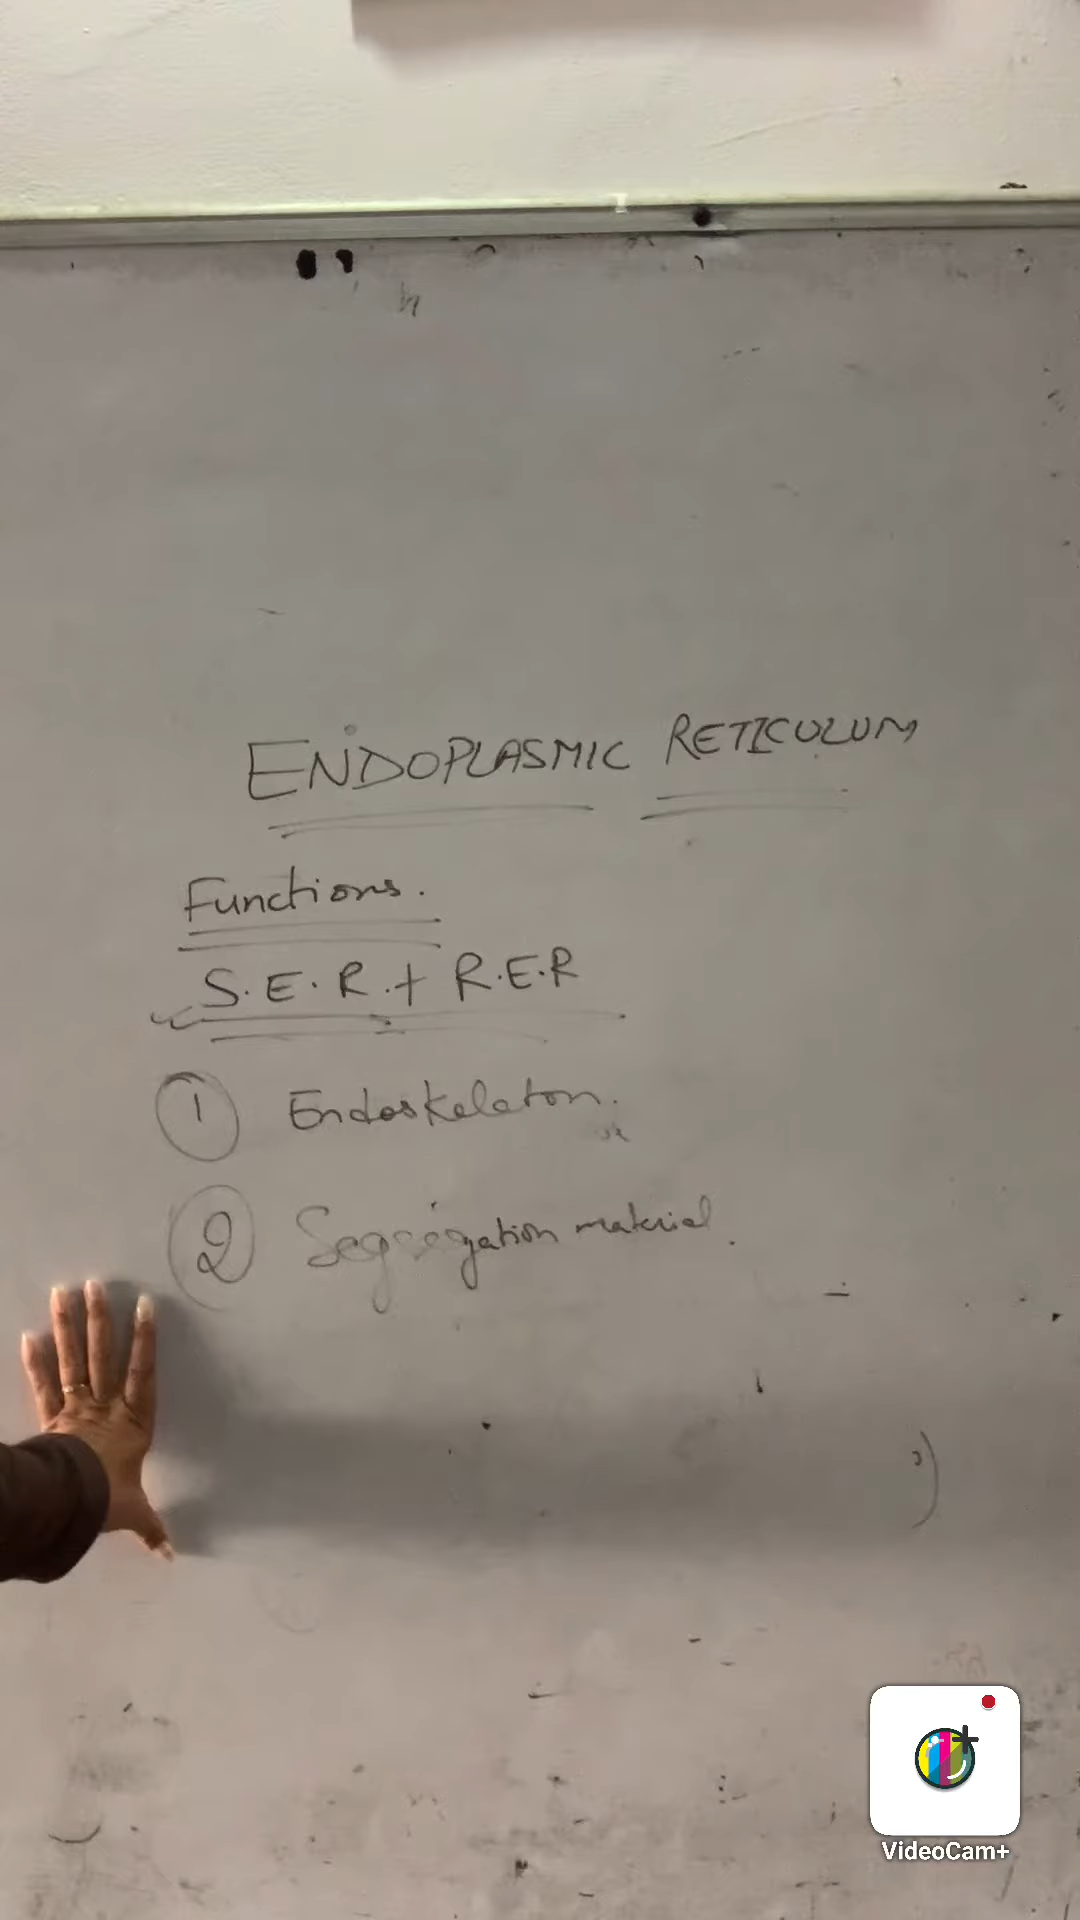 ENDOPLASMIC RETICULUM
Functions.
S.E.R. + R.E.R
1 Endoskeleton.
2 Segregation material.
VideoCam+